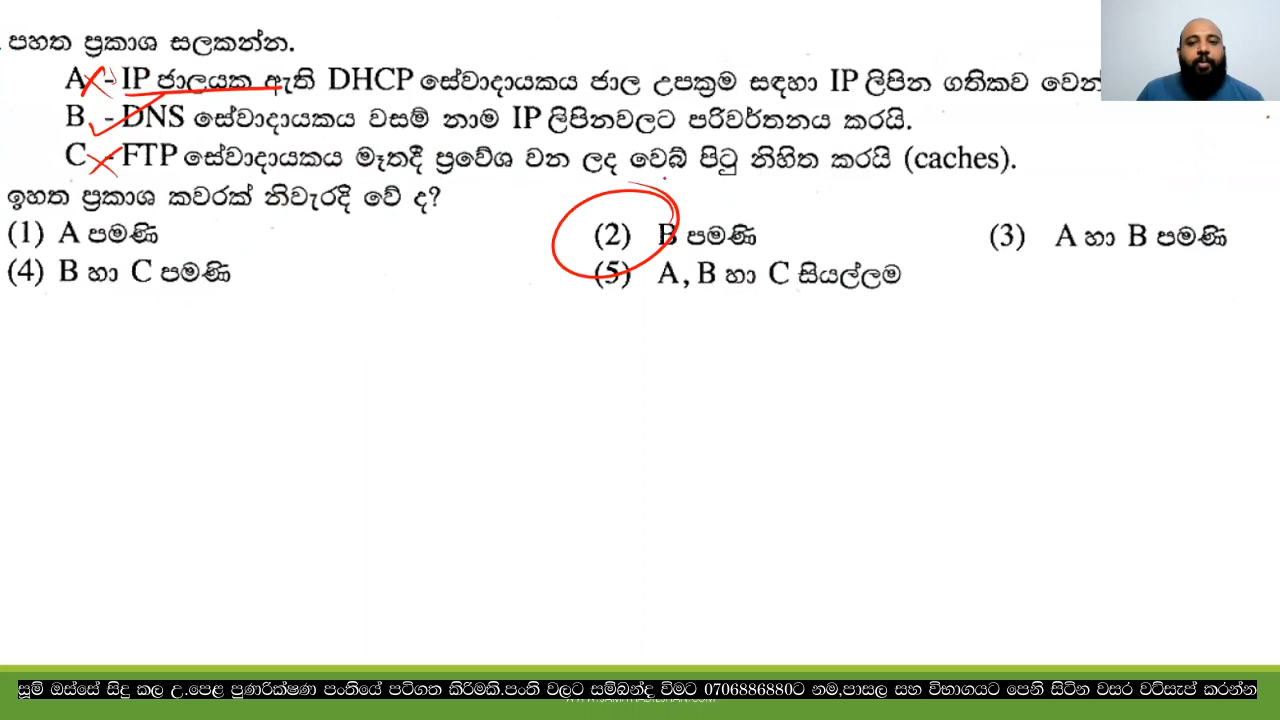 පහත ප්‍රකාශ සලකන්න.
A - IP ජාලයක ඇති DHCP සේවාදායකය ජාල උපක්‍රම සඳහා IP ලිපින ගතිකව වෙන්
B - DNS සේවාදායකය වසම් නාම IP ලිපිනවලට පරිවර්තනය කරයි.
C - FTP සේවාදායකය මෑතදී ප්‍රවේශ වන ලද වෙබ් පිටු නිහිත කරයි (caches).
ඉහත ප්‍රකාශ කවරක් නිවැරදි වේ ද?
(1) A පමණි (2) B පමණි (3) A හා B පමණි
(4) B හා C පමණි (5) A, B හා C සියල්ලම
සූම් ඔස්සේ සිදු කල උ.පෙළ පුණරික්ෂණ පංතියේ පටිගත කිරිමකි.පංති වලට සම්බන්ද විමට 0706886880ට නම,පාසල සහ විභාගයට පෙනි සිටින වසර වට්සැප් කරන්න